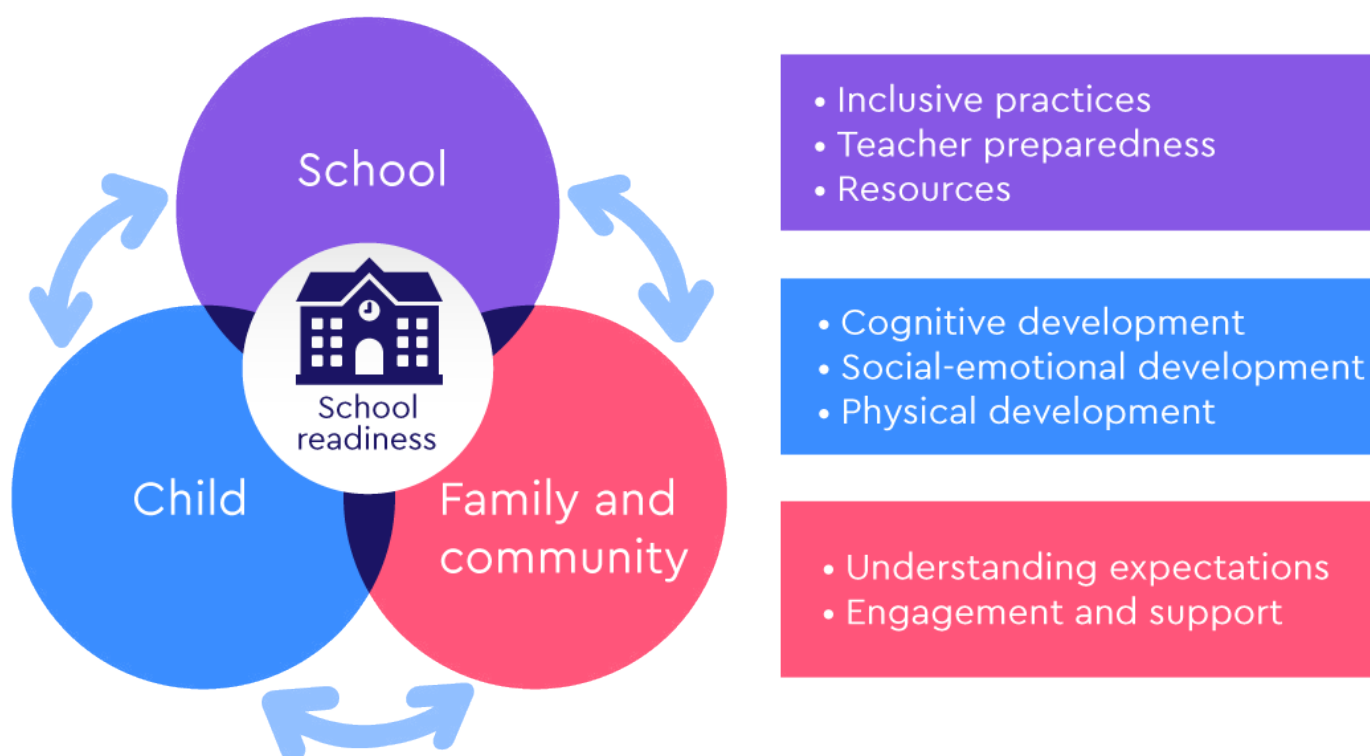 School
School
readiness
Child
Family and
community
• Inclusive practices
• Teacher preparedness
• Resources
• Cognitive development
• Social-emotional development
• Physical development
• Understanding expectations
• Engagement and support